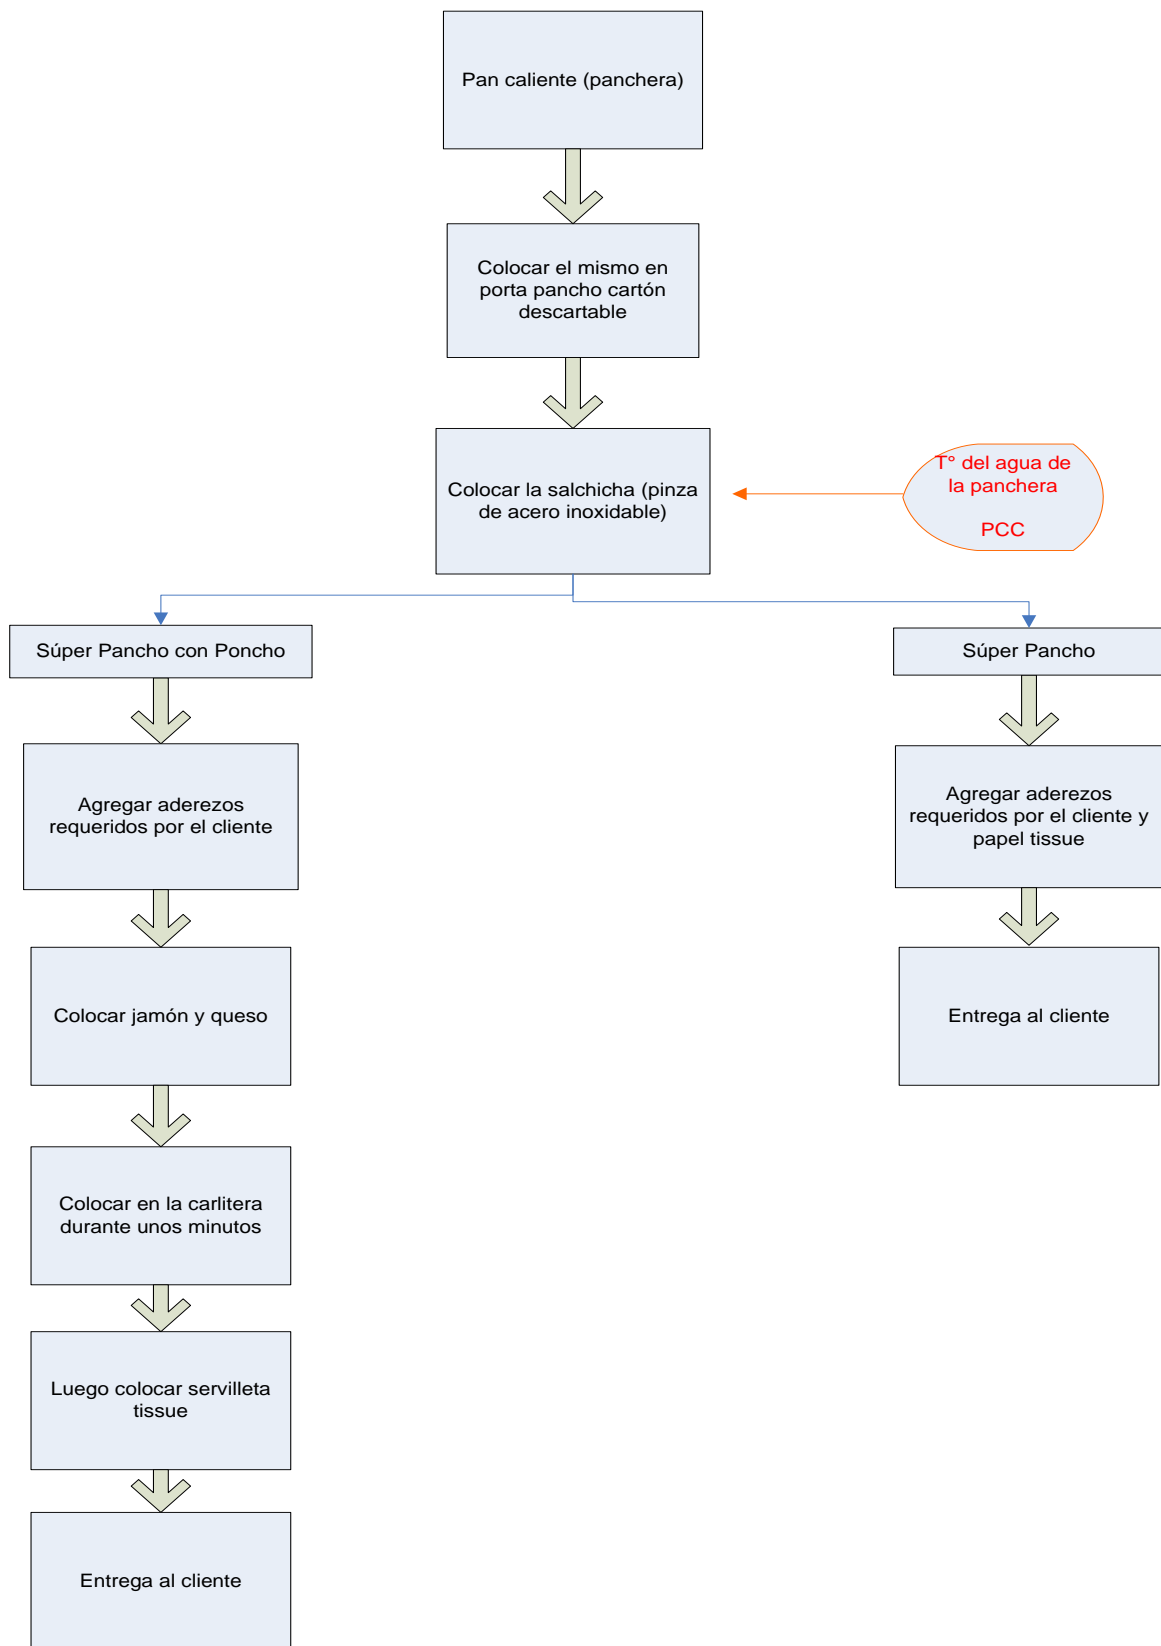 Pan caliente (panchera)
Colocar el mismo en
porta pancho cartón
descartable
Colocar la salchicha (pinza
de acero inoxidable)
T° del agua de
la panchera
PCC
Súper Pancho con Poncho
Agregar aderezos
requeridos por el cliente
Colocar jamón y queso
Colocar en la carlitera
durante unos minutos
Luego colocar servilleta
tissue
Entrega al cliente
Súper Pancho
Agregar aderezos
requeridos por el cliente y
papel tissue
Entrega al cliente